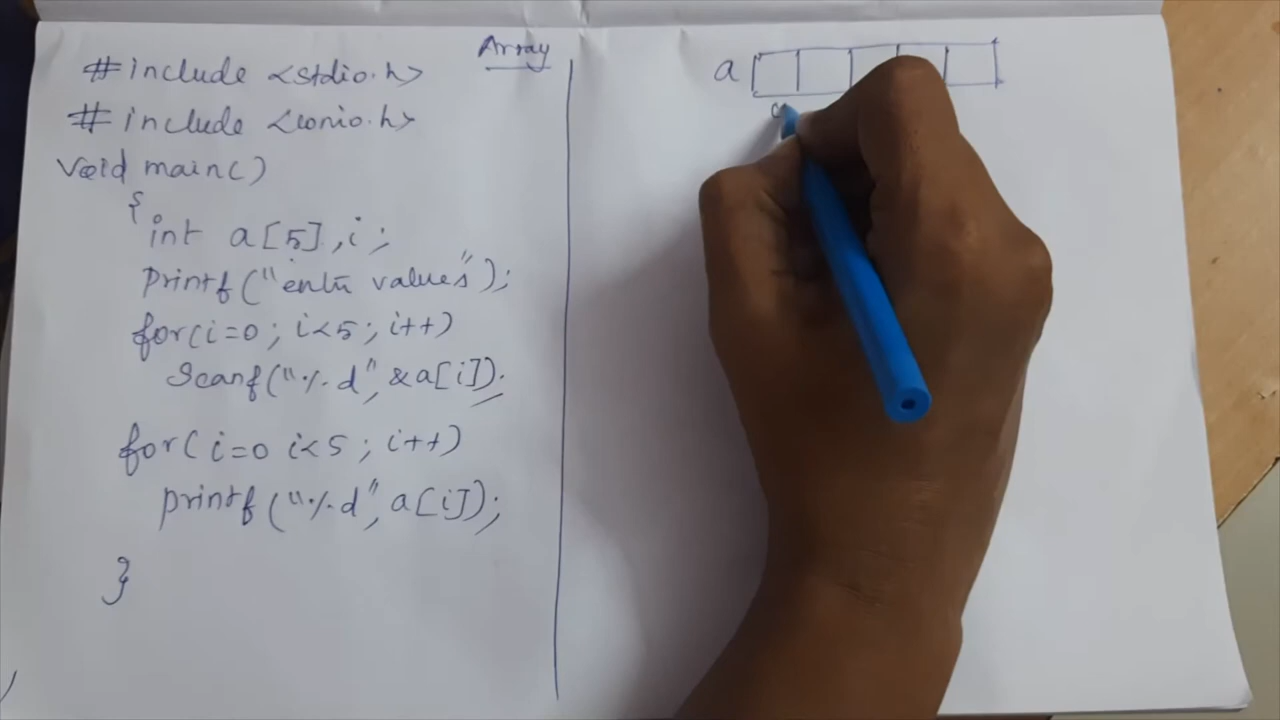 Array
#include <stdio.h>
# include <conio.h>
Void main()
{
int a[5],i;
Printf("enter values");
for(i=0; i<5; i++)
Scanf("%d", &a[i]);
for(i=0 i<5; i++)
printf("%d", a[i]);
}
a